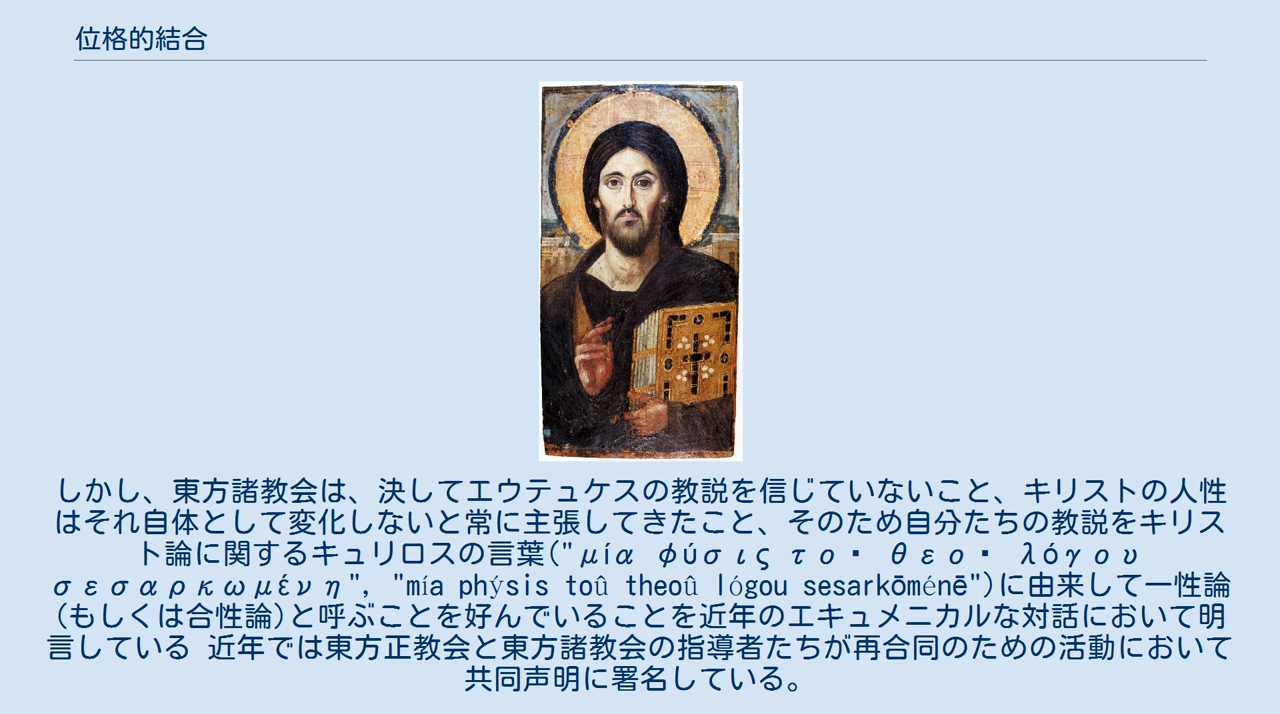 位格的結合
しかし、東方諸教会は、決してエウテュケスの教説を信じていないこと、キリストの人性
はそれ自体として変化しないと常に主張してきたこと、そのため自分たちの教説をキリス
ト論に関するキュリロスの言葉("μία φύσις το▪ θεο▪ λόγου
σεσαρκωμένη", "mía phýsis toû theoû lógou sesarkōménē")に由来して一性論
(もしくは合性論)と呼ぶことを好んでいることを近年のエキュメニカルな対話において明
言している 近年では東方正教会と東方諸教会の指導者たちが再合同のための活動において
共同声明に署名している。